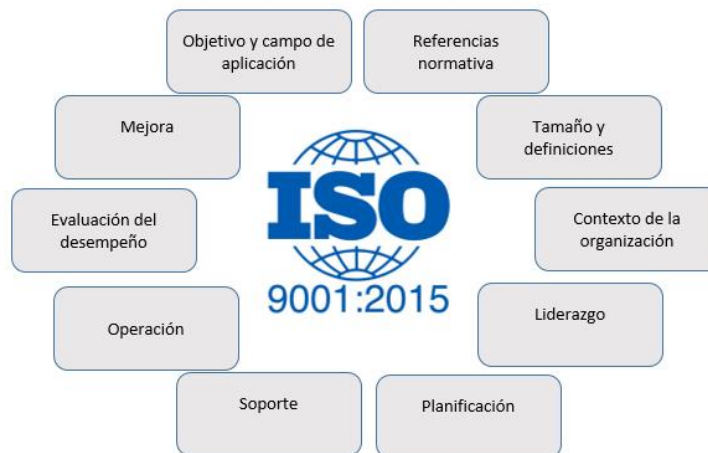 Objetivo y campo de
aplicación
Referencias
normativa
Tamaño y
definiciones
Contexto de la
organización
Liderazgo
Planificación
Soporte
Operación
Evaluación del
desempeño
Mejora
ISO
9001:2015